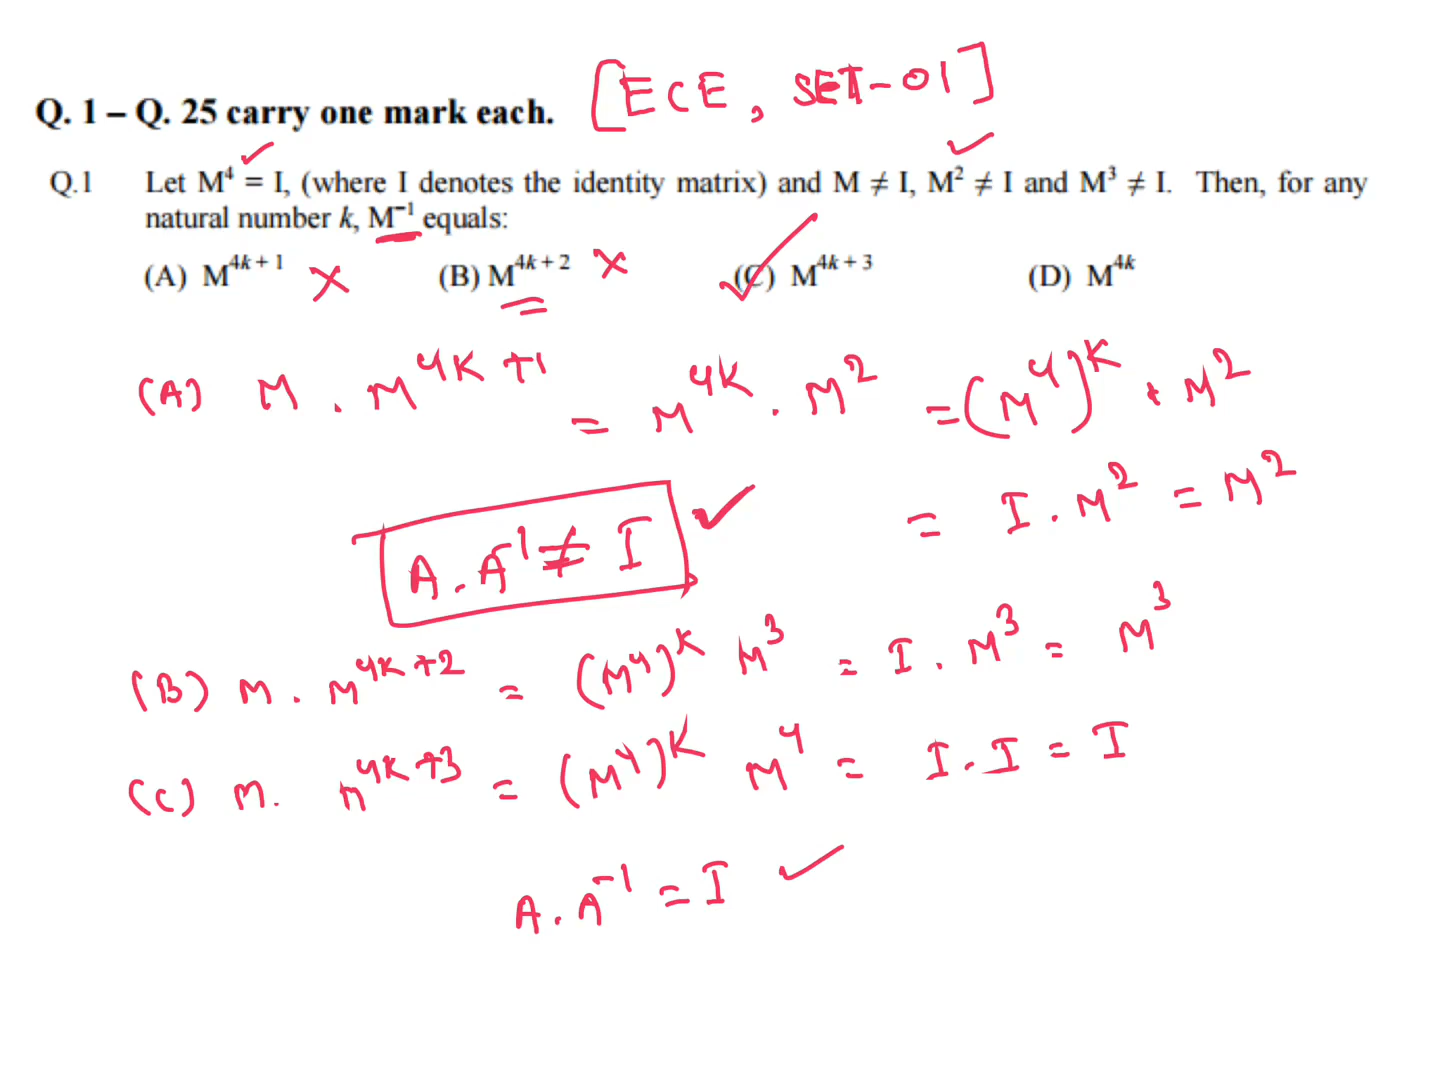 [ECE, SET-01]
Q. 1 – Q. 25 carry one mark each.
Q.1 Let M⁴ = I, (where I denotes the identity matrix) and M ≠ I, M² ≠ I and M³ ≠ I. Then, for any
natural number k, M⁻¹ equals:
(A) M^{4k + 1} (B) M^{4k + 2} (C) M^{4k + 3} (D) M^{4k}
(A) M . M^{4K+1} = M^{4K} . M² = (M⁴)^K . M²
= I . M² = M²
A . A⁻¹ ≠ I
(B) M . M^{4K+2} = (M⁴)^K M³ = I . M³ = M³
(C) M . M^{4K+3} = (M⁴)^K M⁴ = I . I = I
A . A⁻¹ = I